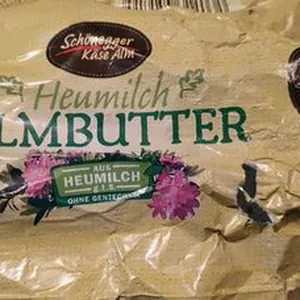 Schönegger
Käse Alm
Heumilch
LMBUTTER
AUS
HEUMILCH
g.t.S.
OHNE GENTECHNIK